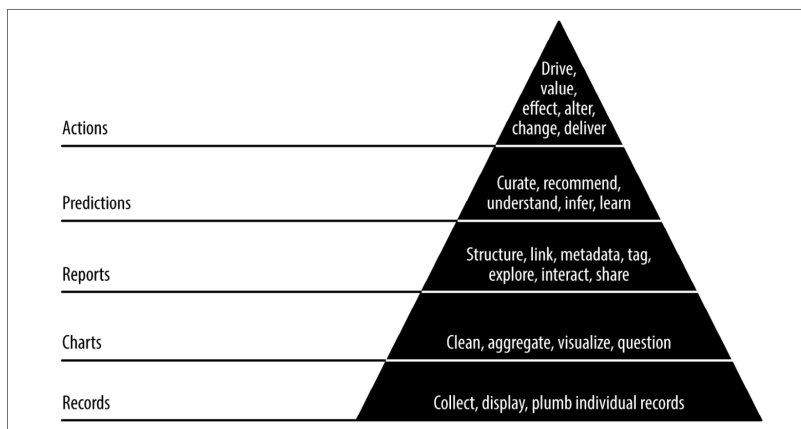 Drive,
value,
effect, alter,
Actions
change, deliver
Curate, recommend,
Predictions
understand, infer, learn
Structure, link, metadata, tag,
Reports
explore, interact, share
Charts
Clean, aggregate, visualize, question
Records
Collect, display, plumb individual records